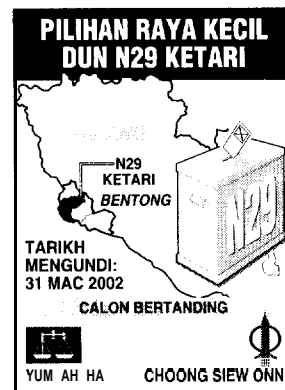 PILIHAN RAYA KECIL
DUN N29 KETARI
N29
KETARI
BENTONG
N29
TARIKH
MENGUNDI:
31 MAC 2002
CALON BERTANDING
YUM AH HA
CHOONG SIEW ONN